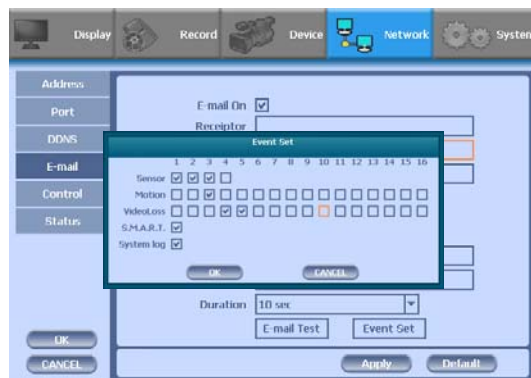 Display Record Device Network System
Address
Port
DDNS
E-mail
Control
Status
E-mail On
Receiptor
Event Set
1 2 3 4 5 6 7 8 9 10 11 12 13 14 15 16
Sensor
Motion
VideoLoss
S.M.A.R.T.
System log
OK CANCEL
Duration 10 sec
E-mail Test Event Set
OK
CANCEL
Apply Default